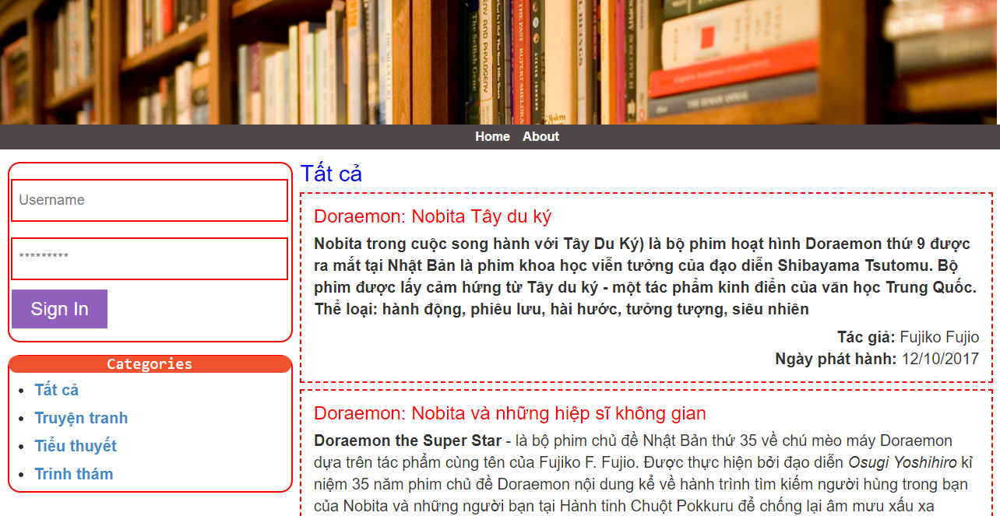 The Selfish Gene
THE HUMAN ANIMAL
Home About
Username
*********
Sign In
Categories
Tất cả
Truyện tranh
Tiểu thuyết
Trinh thám
Tất cả
Doraemon: Nobita Tây du ký
Nobita trong cuộc song hành với Tây Du Ký) là bộ phim hoạt hình Doraemon thứ 9 được
ra mắt tại Nhật Bản là phim khoa học viễn tưởng của đạo diễn Shibayama Tsutomu. Bộ
phim được lấy cảm hứng từ Tây du ký - một tác phẩm kinh điển của văn học Trung Quốc.
Thể loại: hành động, phiêu lưu, hài hước, tưởng tượng, siêu nhiên
Tác giả: Fujiko Fujio
Ngày phát hành: 12/10/2017
Doraemon: Nobita và những hiệp sĩ không gian
Doraemon the Super Star - là bộ phim chủ đề Nhật Bản thứ 35 về chú mèo máy Doraemon
dựa trên tác phẩm cùng tên của Fujiko F. Fujio. Được thực hiện bởi đạo diễn Osugi Yoshihiro kỉ
niệm 35 năm phim chủ đề Doraemon nội dung kể về hành trình tìm kiếm người hùng trong bạn
của Nobita và những người bạn tại Hành tinh Chuột Pokkuru để chống lại âm mưu xấu xa